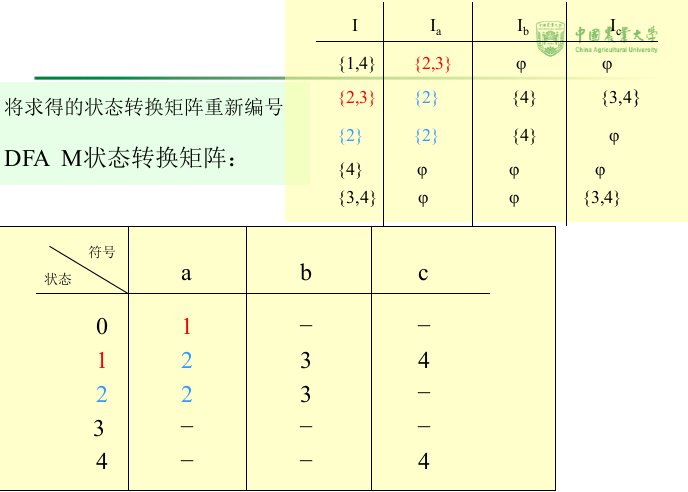 I Ia Ib Ic
中国农业大学
China Agricultural University
{1,4} {2,3} φ φ
{2,3} {2} {4} {3,4}
{2} {2} {4} φ
{4} φ φ φ
{3,4} φ φ {3,4}
将求得的状态转换矩阵重新编号
DFA M状态转换矩阵：
符号
状态 a b c
0 1 – –
1 2 3 4
2 2 3 –
3 – – –
4 – – 4